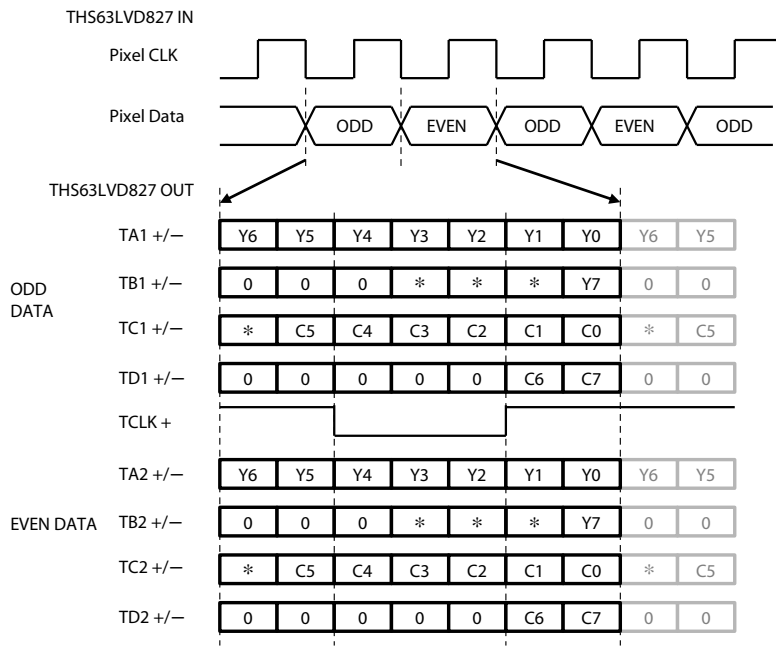 THS63LVD827 IN
Pixel CLK
Pixel Data ODD EVEN ODD EVEN ODD
THS63LVD827 OUT
TA1 +/− Y6 Y5 Y4 Y3 Y2 Y1 Y0 Y6 Y5
ODD DATA
TB1 +/− 0 0 0 * * * Y7 0 0
TC1 +/− * C5 C4 C3 C2 C1 C0 * C5
TD1 +/− 0 0 0 0 0 C6 C7 0 0
TCLK +
TA2 +/− Y6 Y5 Y4 Y3 Y2 Y1 Y0 Y6 Y5
EVEN DATA TB2 +/− 0 0 0 * * * Y7 0 0
TC2 +/− * C5 C4 C3 C2 C1 C0 * C5
TD2 +/− 0 0 0 0 0 C6 C7 0 0